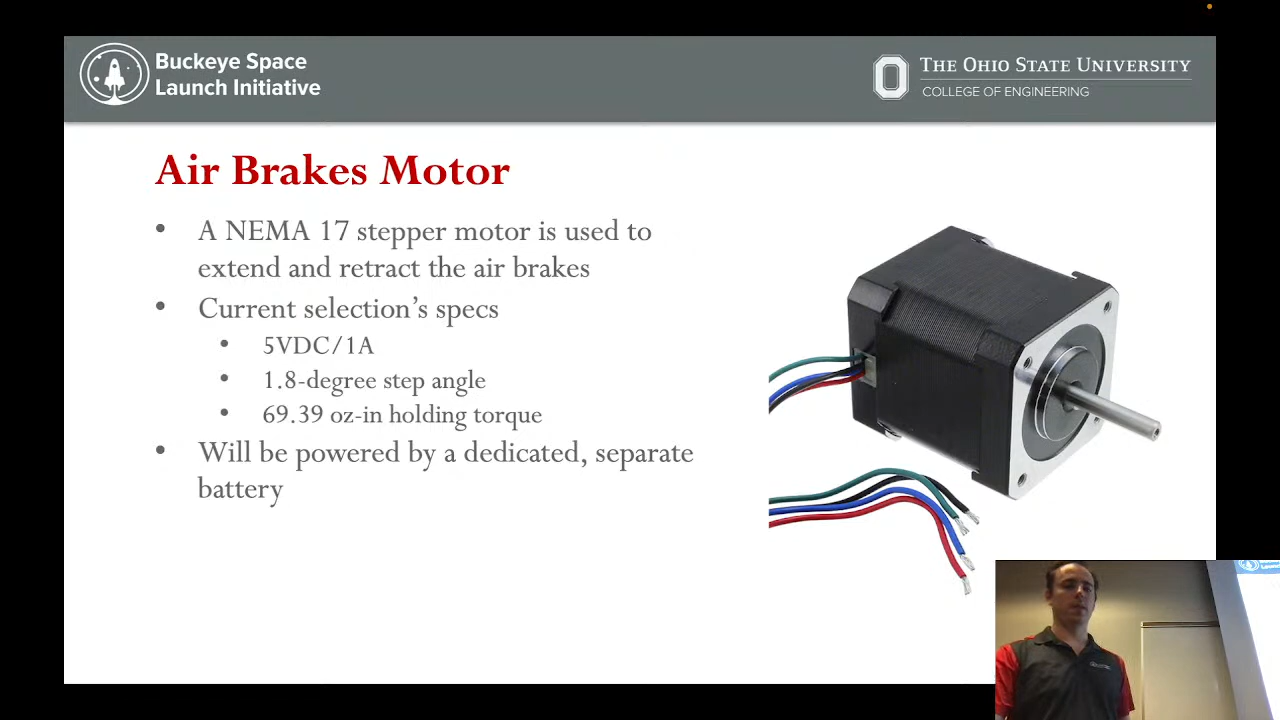 Buckeye Space
Launch Initiative
THE OHIO STATE UNIVERSITY
COLLEGE OF ENGINEERING
Air Brakes Motor
• A NEMA 17 stepper motor is used to
extend and retract the air brakes
• Current selection's specs
• 5VDC/1A
• 1.8-degree step angle
• 69.39 oz-in holding torque
• Will be powered by a dedicated, separate
battery